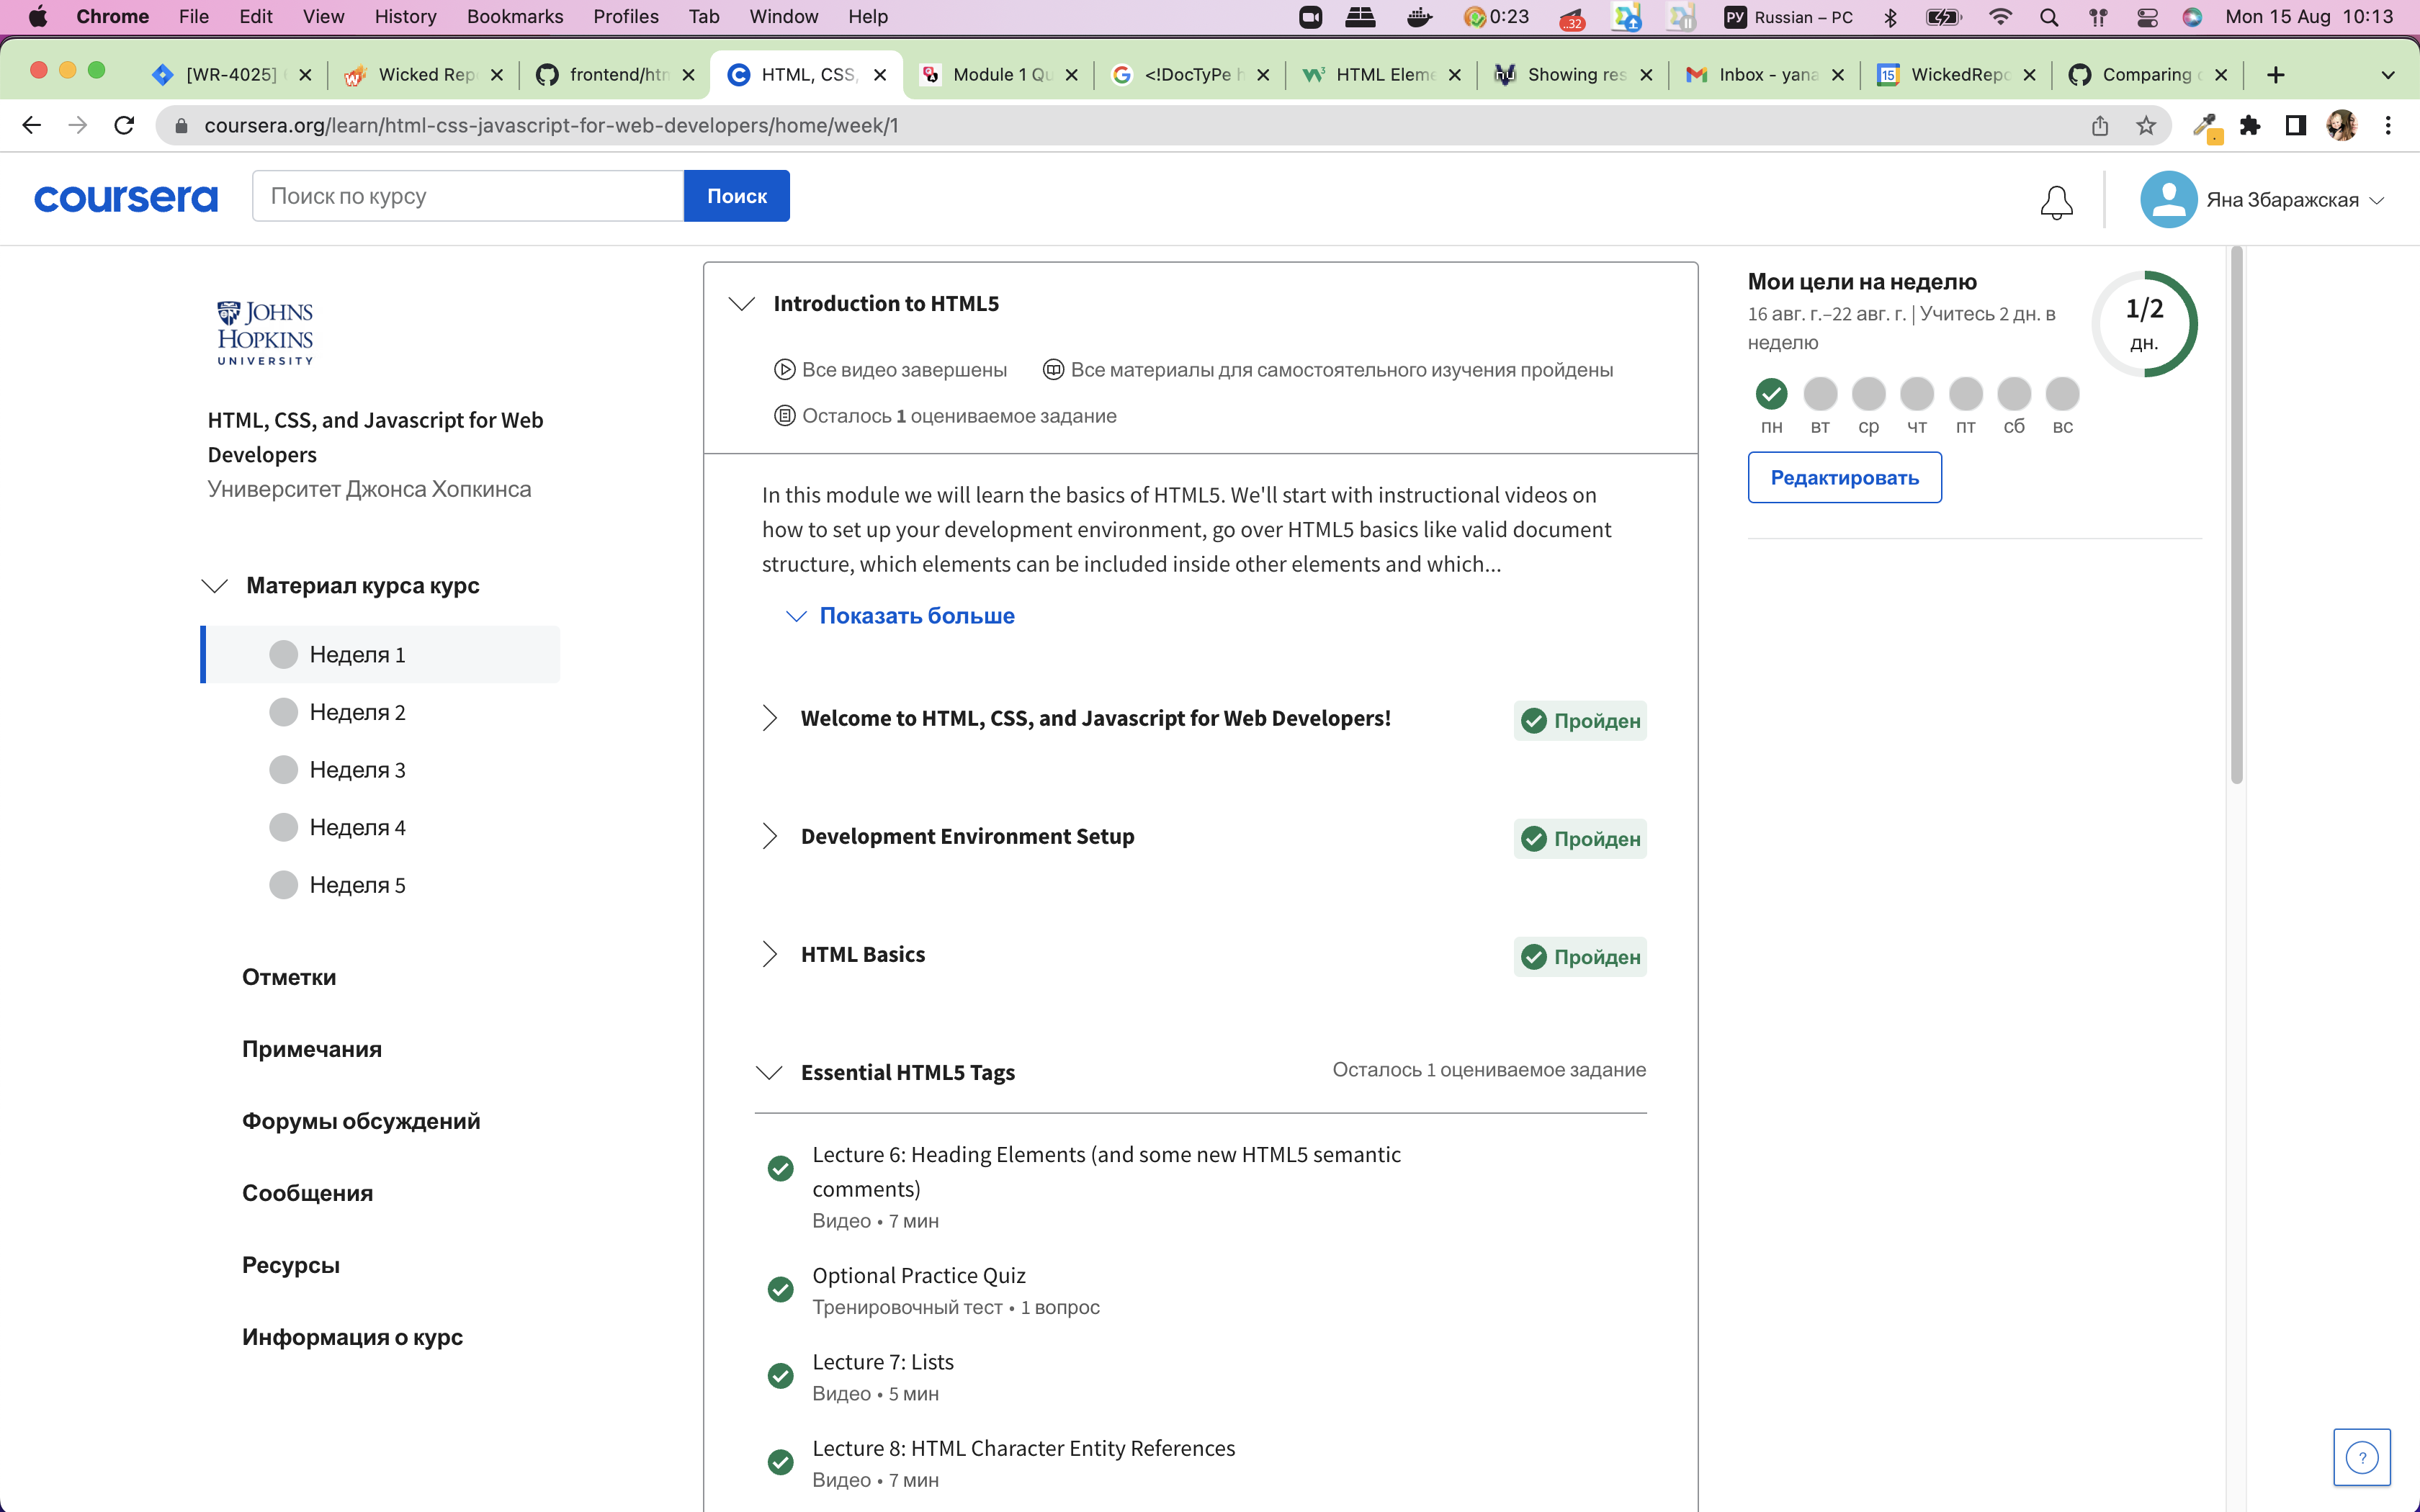 Chrome File Edit View History Bookmarks Profiles Tab Window Help 0:23 ..32 РУ Russian – PC Mon 15 Aug 10:13
[WR-4025] Wicked Rep frontend/htm HTML, CSS, Module 1 Qu <!DocTyPe h HTML Eleme Showing res Inbox - yana 15 WickedRepo Comparing
coursera.org/learn/html-css-javascript-for-web-developers/home/week/1
coursera
Поиск по курсу
Поиск
Яна Збаражская
JOHNS
HOPKINS
UNIVERSITY
HTML, CSS, and Javascript for Web
Developers
Университет Джонса Хопкинса
Материал курса курс
Неделя 1
Неделя 2
Неделя 3
Неделя 4
Неделя 5
Отметки
Примечания
Форумы обсуждений
Сообщения
Ресурсы
Информация о курс
Introduction to HTML5
Все видео завершены
Все материалы для самостоятельного изучения пройдены
Осталось 1 оцениваемое задание
In this module we will learn the basics of HTML5. We'll start with instructional videos on
how to set up your development environment, go over HTML5 basics like valid document
structure, which elements can be included inside other elements and which...
Показать больше
Welcome to HTML, CSS, and Javascript for Web Developers!
Пройден
Development Environment Setup
Пройден
HTML Basics
Пройден
Essential HTML5 Tags
Осталось 1 оцениваемое задание
Lecture 6: Heading Elements (and some new HTML5 semantic
comments)
Видео • 7 мин
Optional Practice Quiz
Тренировочный тест • 1 вопрос
Lecture 7: Lists
Видео • 5 мин
Lecture 8: HTML Character Entity References
Видео • 7 мин
Мои цели на неделю
16 авг. г.–22 авг. г. | Учитесь 2 дн. в
неделю
1/2
дн.
пн вт ср чт пт сб вс
Редактировать
?